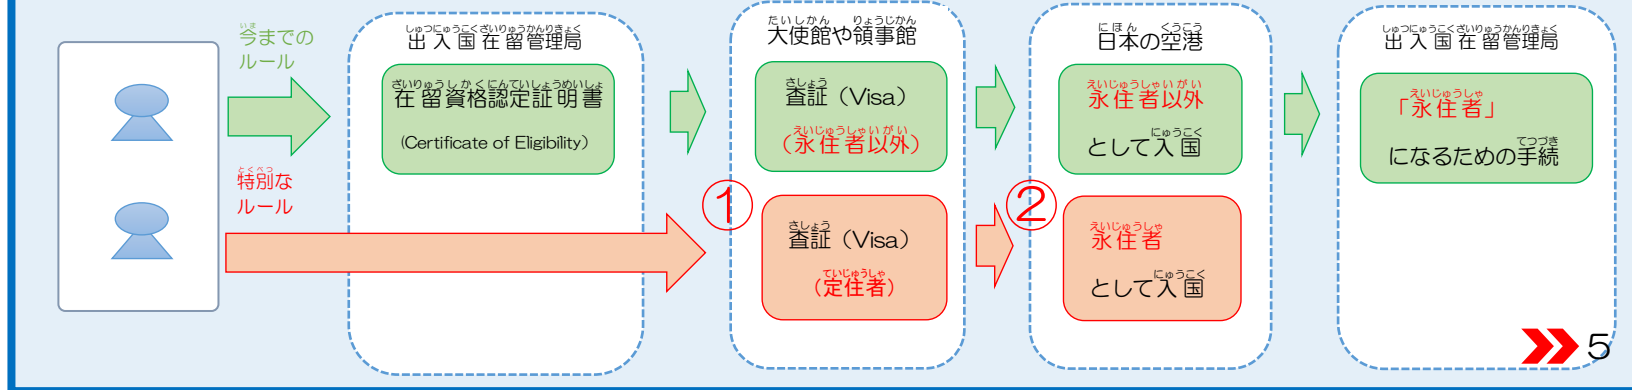 今までの
ルール
特別な
ルール
出入国在留管理局
在留資格認定証明書
(Certificate of Eligibility)
大使館や領事館
査証（Visa）
（永住者以外）
①
査証（Visa）
（定住者）
日本の空港
永住者以外
として入国
②
永住者
として入国
出入国在留管理局
「永住者」
になるための手続
5